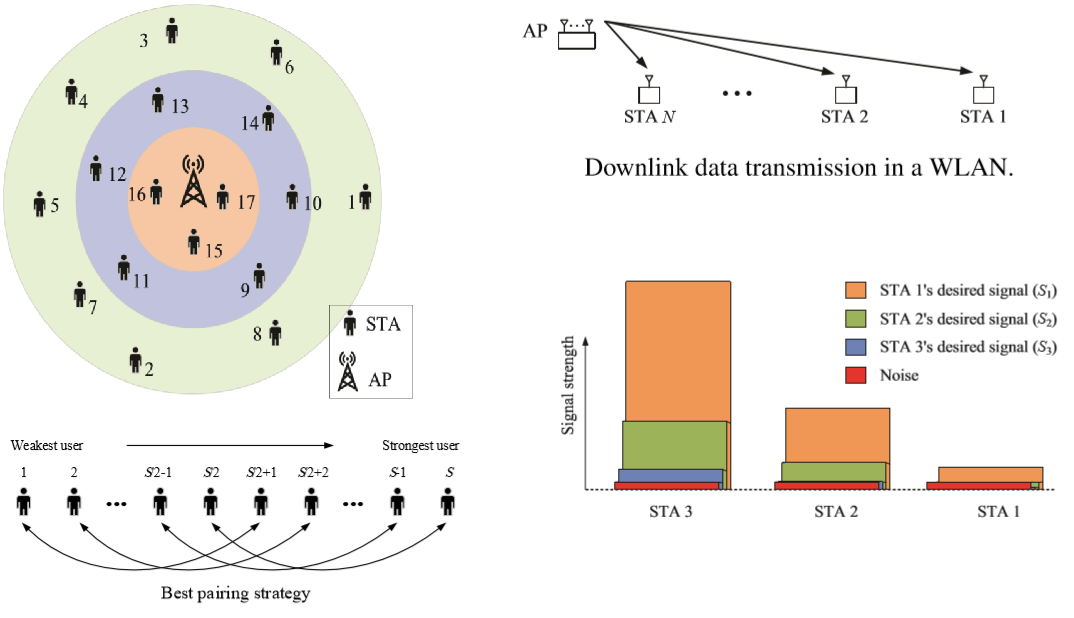 3
6
4
13
14
12
16
17
10
1
5
15
11
9
7
8
2
STA
AP
Weakest user
Strongest user
1
2
S/2-1
S/2
S/2+1
S/2+2
S-1
S
Best pairing strategy
AP
STA N
STA 2
STA 1
Downlink data transmission in a WLAN.
Signal strength
STA 1's desired signal (S₁)
STA 2's desired signal (S₂)
STA 3's desired signal (S₃)
Noise
STA 3
STA 2
STA 1